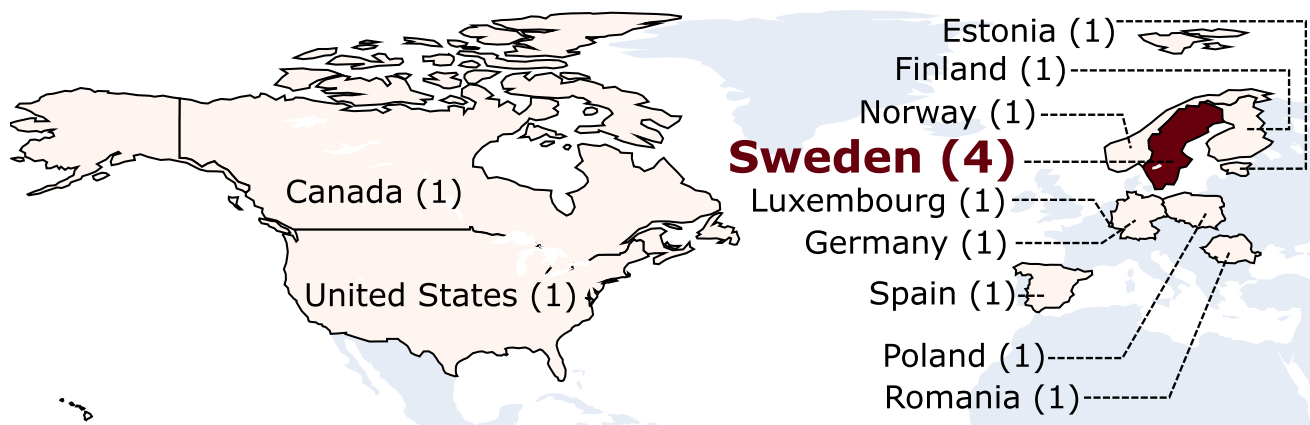 Estonia (1)
Finland (1)
Norway (1)
Sweden (4)
Canada (1)
Luxembourg (1)
Germany (1)
United States (1)
Spain (1)
Poland (1)
Romania (1)